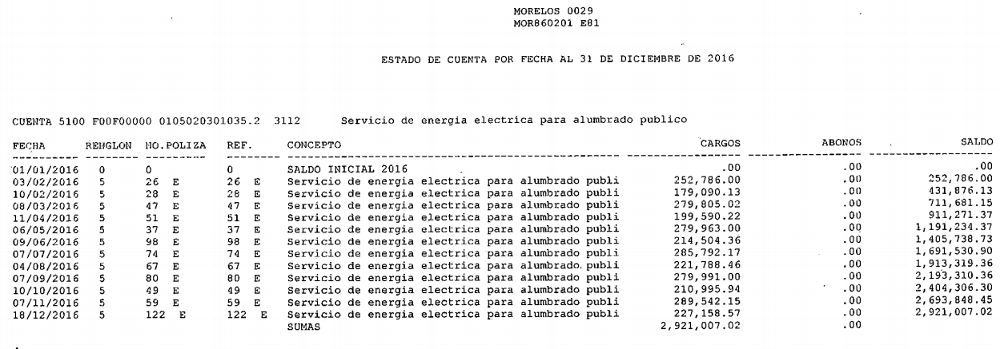 MORELOS 0029
MOR860201 E81
ESTADO DE CUENTA POR FECHA AL 31 DE DICIEMBRE DE 2016
CUENTA 5100 F00F00000 0105020301035.2 3112 Servicio de energia electrica para alumbrado publico
FECHA RENGLON NO.POLIZA REF. CONCEPTO CARGOS ABONOS SALDO
01/01/2016 0 0 0 SALDO INICIAL 2016 .00 .00 .00
03/02/2016 5 26 E 26 E Servicio de energia electrica para alumbrado publi 252,786.00 .00 252,786.00
10/02/2016 5 28 E 28 E Servicio de energia electrica para alumbrado publi 179,090.13 .00 431,876.13
08/03/2016 5 47 E 47 E Servicio de energia electrica para alumbrado publi 279,805.02 .00 711,681.15
11/04/2016 5 51 E 51 E Servicio de energia electrica para alumbrado publi 199,590.22 .00 911,271.37
06/05/2016 5 37 E 37 E Servicio de energia electrica para alumbrado publi 279,963.00 .00 1,191,234.37
09/06/2016 5 98 E 98 E Servicio de energia electrica para alumbrado publi 214,504.36 .00 1,405,738.73
07/07/2016 5 74 E 74 E Servicio de energia electrica para alumbrado publi 285,792.17 .00 1,691,530.90
04/08/2016 5 67 E 67 E Servicio de energia electrica para alumbrado publi 221,788.46 .00 1,913,319.36
07/09/2016 5 80 E 80 E Servicio de energia electrica para alumbrado publi 279,991.00 .00 2,193,310.36
10/10/2016 5 49 E 49 E Servicio de energia electrica para alumbrado publi 210,995.94 .00 2,404,306.30
07/11/2016 5 59 E 59 E Servicio de energia electrica para alumbrado publi 289,542.15 .00 2,693,848.45
18/12/2016 5 122 E 122 E Servicio de energia electrica para alumbrado publi 227,158.57 .00 2,921,007.02
SUMAS 2,921,007.02 .00